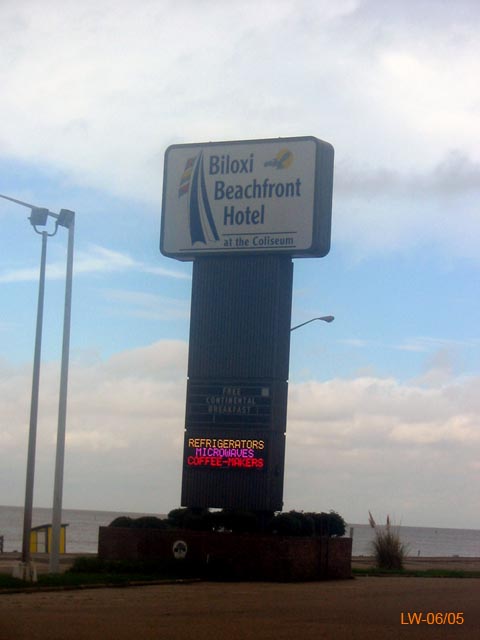 Biloxi
Beachfront
Hotel
at the Coliseum
FREE
CONTINENTAL
BREAKFAST
REFRIGERATORS
MICROWAVES
COFFEE-MAKERS
LW-06/05